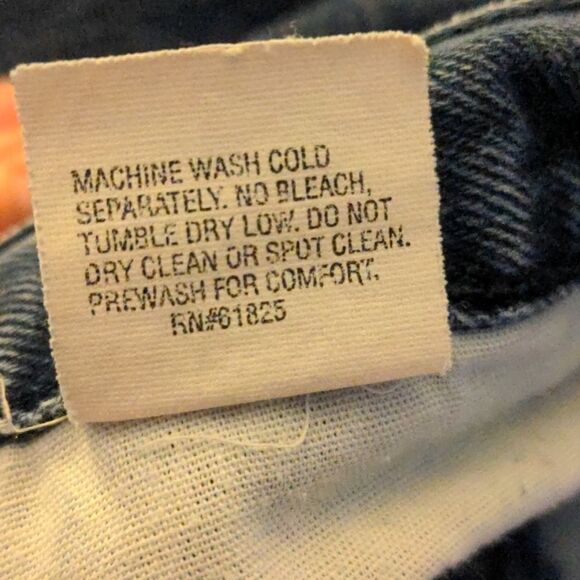 MACHINE WASH COLD
SEPARATELY. NO BLEACH,
TUMBLE DRY LOW. DO NOT
DRY CLEAN OR SPOT CLEAN.
PREWASH FOR COMFORT.
RN#61825